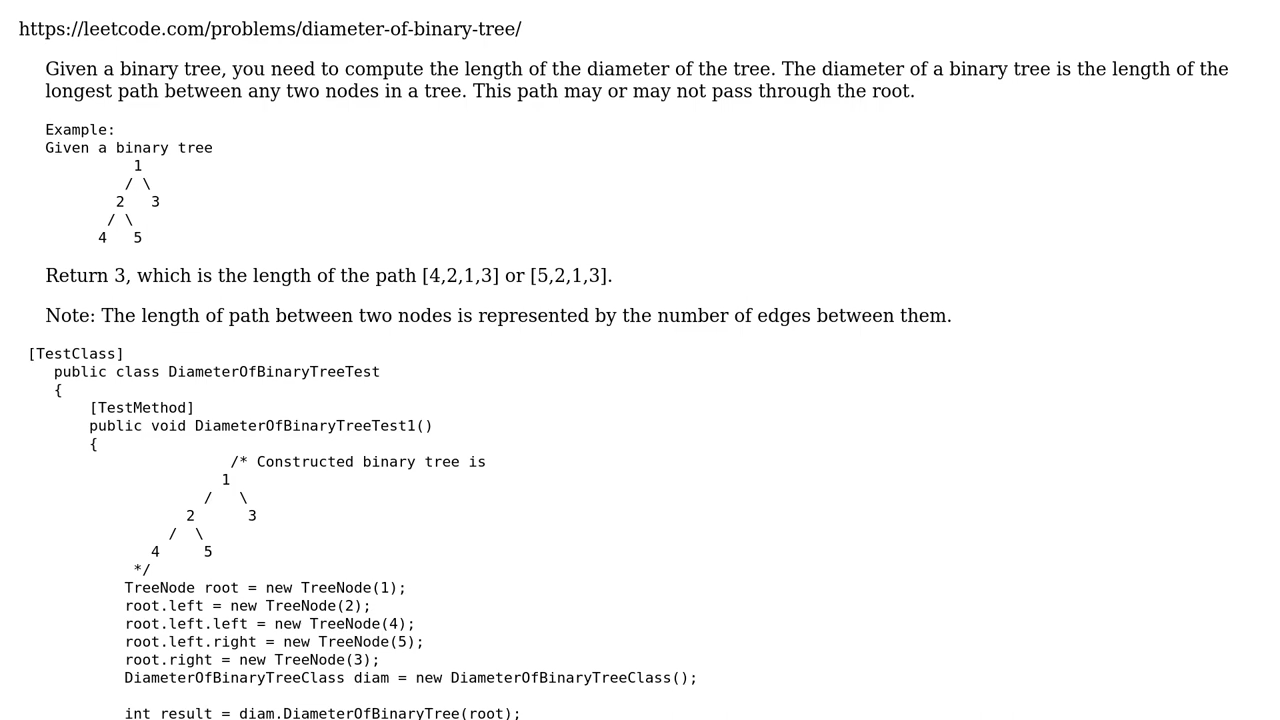 https://leetcode.com/problems/diameter-of-binary-tree/
Given a binary tree, you need to compute the length of the diameter of the tree. The diameter of a binary tree is the length of the
longest path between any two nodes in a tree. This path may or may not pass through the root.
Example:
Given a binary tree
          1
         / \
        2   3
       / \
      4   5
Return 3, which is the length of the path [4,2,1,3] or [5,2,1,3].
Note: The length of path between two nodes is represented by the number of edges between them.
[TestClass]
   public class DiameterOfBinaryTreeTest
   {
       [TestMethod]
       public void DiameterOfBinaryTreeTest1()
       {
                       /* Constructed binary tree is
                      1
                    /   \
                  2      3
                /  \
              4     5
            */
           TreeNode root = new TreeNode(1);
           root.left = new TreeNode(2);
           root.left.left = new TreeNode(4);
           root.left.right = new TreeNode(5);
           root.right = new TreeNode(3);
           DiameterOfBinaryTreeClass diam = new DiameterOfBinaryTreeClass();
           int result = diam.DiameterOfBinaryTree(root);